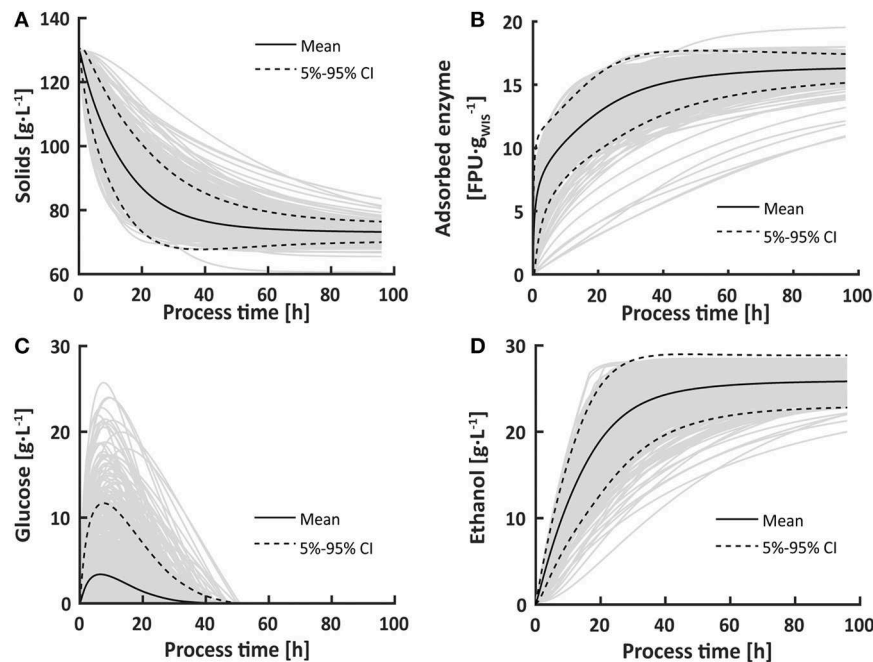 A
140
120
100
80
60
Solids [g·L⁻¹]
Mean
5%-95% CI
0 20 40 60 80 100
Process time [h]
B
20
15
10
5
0
Adsorbed enzyme
[FPU·g_WIS⁻¹]
Mean
5%-95% CI
0 20 40 60 80 100
Process time [h]
C
30
20
10
0
Glucose [g·L⁻¹]
Mean
5%-95% CI
0 20 40 60 80 100
Process time [h]
D
30
20
10
0
Ethanol [g·L⁻¹]
Mean
5%-95% CI
0 20 40 60 80 100
Process time [h]